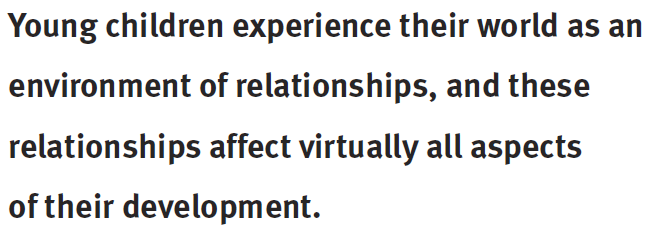 Young children experience their world as an
environment of relationships, and these
relationships affect virtually all aspects
of their development.